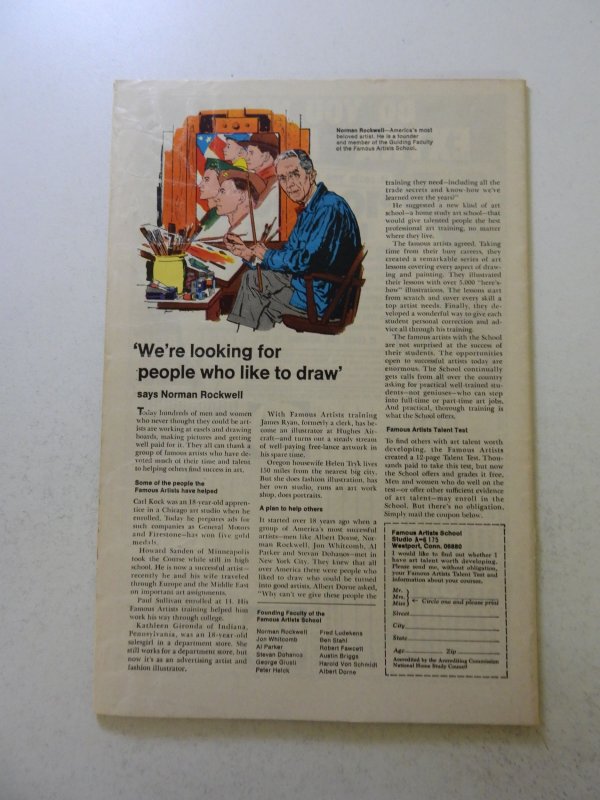 Norman Rockwell—America's most
beloved artist. He is a founder
and member of the Guiding Faculty
of the Famous Artists School.
'We're looking for
people who like to draw'
says Norman Rockwell
Today hundreds of men and women
who never thought they could be art-
ists are working at easels and drawing
boards, making pictures and getting
well paid for it. They all can thank a
group of famous artists who have de-
voted much of their time and talent
to helping others find success in art.
Some of the people the
Famous Artists have helped
Carl Kock was an 18-year-old appren-
tice in a Chicago art studio when he
enrolled. Today he prepares ads for
such companies as General Motors
and Firestone—has won five gold
medals.
Howard Sanden of Minneapolis
took the Course while still in high
school. He is now a successful artist—
recently he and his wife traveled
through Europe and the Middle East
on important art assignments.
Paul Sullivan enrolled at 14. His
Famous Artists training helped him
work his way through college.
Kathleen Gironda of Indiana,
Pennsylvania, was an 18-year-old
salesgirl in a department store. She
still works for a department store, but
now it's as an advertising artist and
fashion illustrator.
With Famous Artists training
James Ryan, formerly a clerk, has be-
come an illustrator at Hughes Air-
craft—and turns out a steady stream
of well-paying free-lance artwork in
his spare time.
Oregon housewife Helen Tryk lives
150 miles from the nearest big city.
But she does fashion illustration, has
her own studio, runs an art work
shop, does portraits.
A plan to help others
It started over 18 years ago when a
group of America's most successful
artists—men like Albert Dorne, Nor-
man Rockwell, Jon Whitcomb, Al
Parker and Stevan Dohanos—met in
New York City. They knew that all
over America there were people who
liked to draw who could be turned
into good artists. Albert Dorne asked,
"Why can't we give these people the
Founding Faculty of the
Famous Artists School
Norman Rockwell
Jon Whitcomb
Al Parker
Stevan Dohanos
George Giusti
Peter Helck
Fred Ludekens
Ben Stahl
Robert Fawcett
Austin Briggs
Harold Von Schmidt
Albert Dorne
training they need—including all the
trade secrets and know-how we've
learned over the years?"
He suggested a new kind of art
school—a home study art school—that
would give talented people the best
professional art training, no matter
where they live.
The famous artists agreed. Taking
time from their busy careers, they
created a remarkable series of art
lessons covering every aspect of draw-
ing and painting. They illustrated
their lessons with over 5,000 "here's-
how" illustrations. The lessons start
from scratch and cover every skill a
top artist needs. Finally, they de-
veloped a wonderful way to give each
student personal correction and ad-
vice all through his training.
The famous artists with the School
are not surprised at the success of
their students. The opportunities
open to successful artists today are
enormous. The School continually
gets calls from all over the country
asking for practical well-trained stu-
dents—not geniuses—who can step
into full-time or part-time art jobs.
And practical, thorough training is
what the School offers.
Famous Artists Talent Test
To find others with art talent worth
developing, the Famous Artists
created a 12-page Talent Test. Thou-
sands paid to take this test, but now
the School offers and grades it free.
Men and women who do well on the
test—or offer other sufficient evidence
of art talent—may enroll in the
School. But there's no obligation.
Simply mail the coupon below.
Famous Artists School
Westport, Conn. 06880
I would like to find out whether I
have art talent worth developing.
Please send me, without obligation,
your Famous Artists Talent Test and
information about your courses.
Mr.
Mrs.
Miss
Circle one and please print
Street
City
State
Age Zip
Accredited by the Accrediting Commission
National Home Study Council